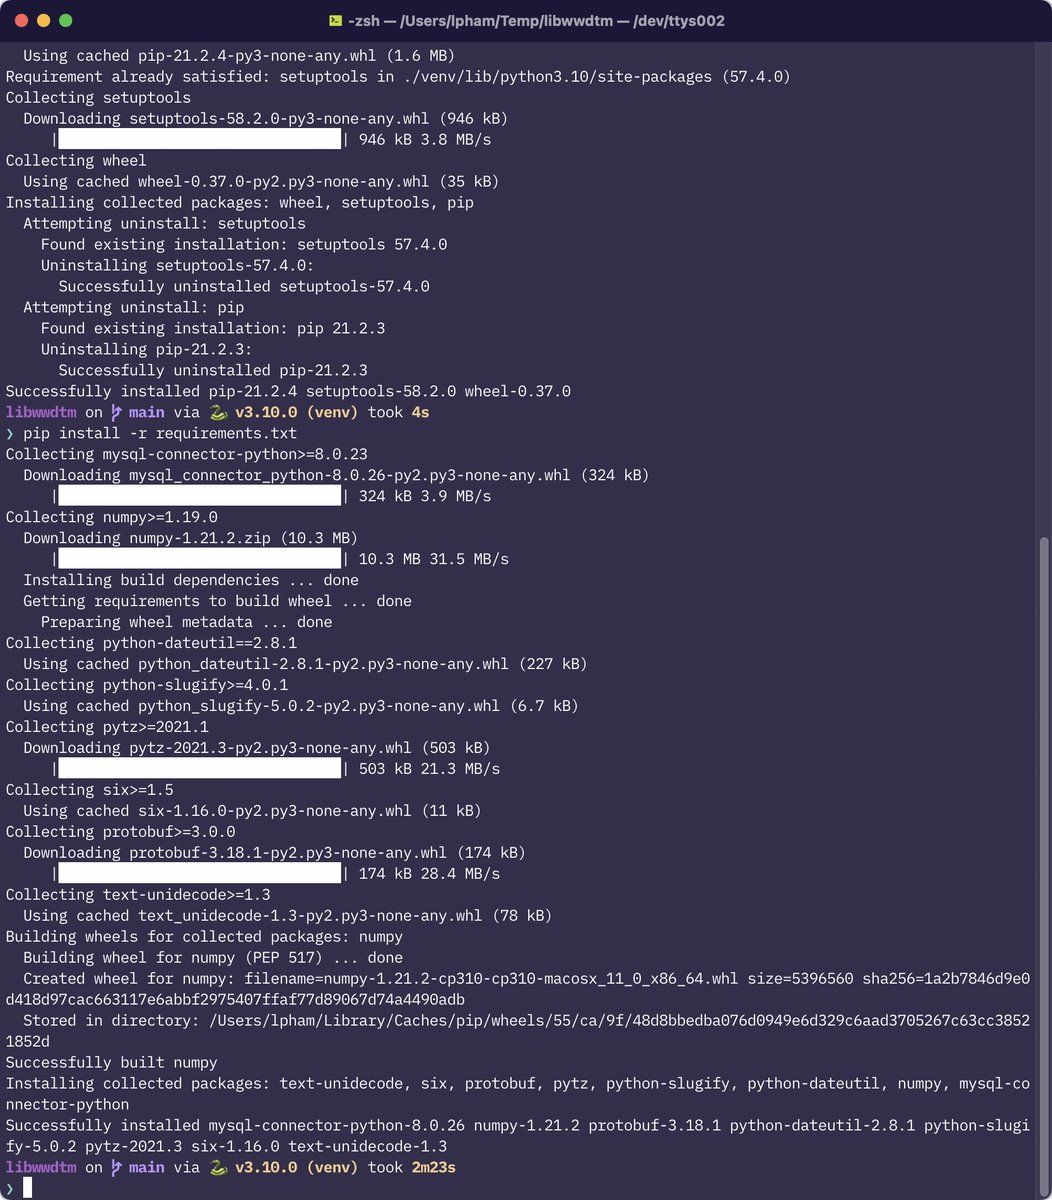 -zsh — /Users/lpham/Temp/libwwdtm — /dev/ttys002
Using cached pip-21.2.4-py3-none-any.whl (1.6 MB)
Requirement already satisfied: setuptools in ./venv/lib/python3.10/site-packages (57.4.0)
Collecting setuptools
Downloading setuptools-58.2.0-py3-none-any.whl (946 kB)
| | 946 kB 3.8 MB/s
Collecting wheel
Using cached wheel-0.37.0-py2.py3-none-any.whl (35 kB)
Installing collected packages: wheel, setuptools, pip
Attempting uninstall: setuptools
Found existing installation: setuptools 57.4.0
Uninstalling setuptools-57.4.0:
Successfully uninstalled setuptools-57.4.0
Attempting uninstall: pip
Found existing installation: pip 21.2.3
Uninstalling pip-21.2.3:
Successfully uninstalled pip-21.2.3
Successfully installed pip-21.2.4 setuptools-58.2.0 wheel-0.37.0
libwwdtm on main via 🐍 v3.10.0 (venv) took 4s
❯ pip install -r requirements.txt
Collecting mysql-connector-python>=8.0.23
Downloading mysql_connector_python-8.0.26-py2.py3-none-any.whl (324 kB)
| | 324 kB 3.9 MB/s
Collecting numpy>=1.19.0
Downloading numpy-1.21.2.zip (10.3 MB)
| | 10.3 MB 31.5 MB/s
Installing build dependencies ... done
Getting requirements to build wheel ... done
Preparing wheel metadata ... done
Collecting python-dateutil==2.8.1
Using cached python_dateutil-2.8.1-py2.py3-none-any.whl (227 kB)
Collecting python-slugify>=4.0.1
Using cached python_slugify-5.0.2-py2.py3-none-any.whl (6.7 kB)
Collecting pytz>=2021.1
Downloading pytz-2021.3-py2.py3-none-any.whl (503 kB)
| | 503 kB 21.3 MB/s
Collecting six>=1.5
Using cached six-1.16.0-py2.py3-none-any.whl (11 kB)
Collecting protobuf>=3.0.0
Downloading protobuf-3.18.1-py2.py3-none-any.whl (174 kB)
| | 174 kB 28.4 MB/s
Collecting text-unidecode>=1.3
Using cached text_unidecode-1.3-py2.py3-none-any.whl (78 kB)
Building wheels for collected packages: numpy
Building wheel for numpy (PEP 517) ... done
Created wheel for numpy: filename=numpy-1.21.2-cp310-cp310-macosx_11_0_x86_64.whl size=5396560 sha256=1a2b7846d9e0
d418d97cac663117e6abbf2975407ffaf77d89067d74a4490adb
Stored in directory: /Users/lpham/Library/Caches/pip/wheels/55/ca/9f/48d8bbedba076d0949e6d329c6aad3705267c63cc3852
1852d
Successfully built numpy
Installing collected packages: text-unidecode, six, protobuf, pytz, python-slugify, python-dateutil, numpy, mysql-co
nnector-python
Successfully installed mysql-connector-python-8.0.26 numpy-1.21.2 protobuf-3.18.1 python-dateutil-2.8.1 python-slugi
fy-5.0.2 pytz-2021.3 six-1.16.0 text-unidecode-1.3
libwwdtm on main via 🐍 v3.10.0 (venv) took 2m23s
❯